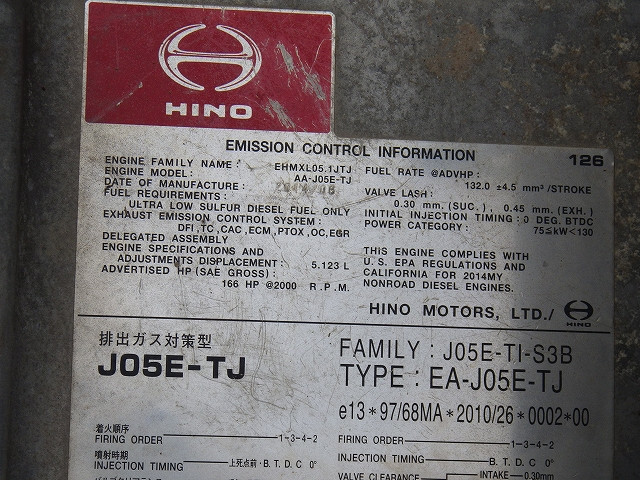 HINO
EMISSION CONTROL INFORMATION 126
ENGINE FAMILY NAME : EHMXL05.1JTJ
ENGINE MODEL: AA-J05E-TJ
DATE OF MANUFACTURE:
FUEL REQUIREMENTS:
ULTRA LOW SULFUR DIESEL FUEL ONLY
EXHAUST EMISSION CONTROL SYSTEM :
DFI,TC,CAC,ECM,PTOX,OC,EGR
DELEGATED ASSEMBLY
ENGINE SPECIFICATIONS AND
ADJUSTMENTS DISPLACEMENT: 5.123 L
ADVERTISED HP(SAE GROSS):
166 HP @2000 R.P.M.
FUEL RATE @ADVHP:
132.0 ±4.5 mm³/STROKE
VALVE LASH:
0.30 mm.(SUC.), 0.45 mm.(EXH.)
INITIAL INJECTION TIMING: 0 DEG. BTDC
POWER CATEGORY: 75≦kW<130
THIS ENGINE COMPLIES WITH
U.S. EPA REGULATIONS AND
CALIFORNIA FOR 2014MY
NONROAD DIESEL ENGINES.
HINO MOTORS, LTD./ HINO
排出ガス対策型
J05E-TJ
着火順序
FIRING ORDER 1-3-4-2
噴射時期
INJECTION TIMING 上死点前・B.T.D.C 0°
FAMILY : J05E-TI-S3B
TYPE : EA-J05E-TJ
e13*97/68MA*2010/26*0002*00
FIRING ORDER 1-3-4-2
INJECTION TIMING B.T.D.C 0°
VALVE CLEARANCE INTAKE 0.30mm